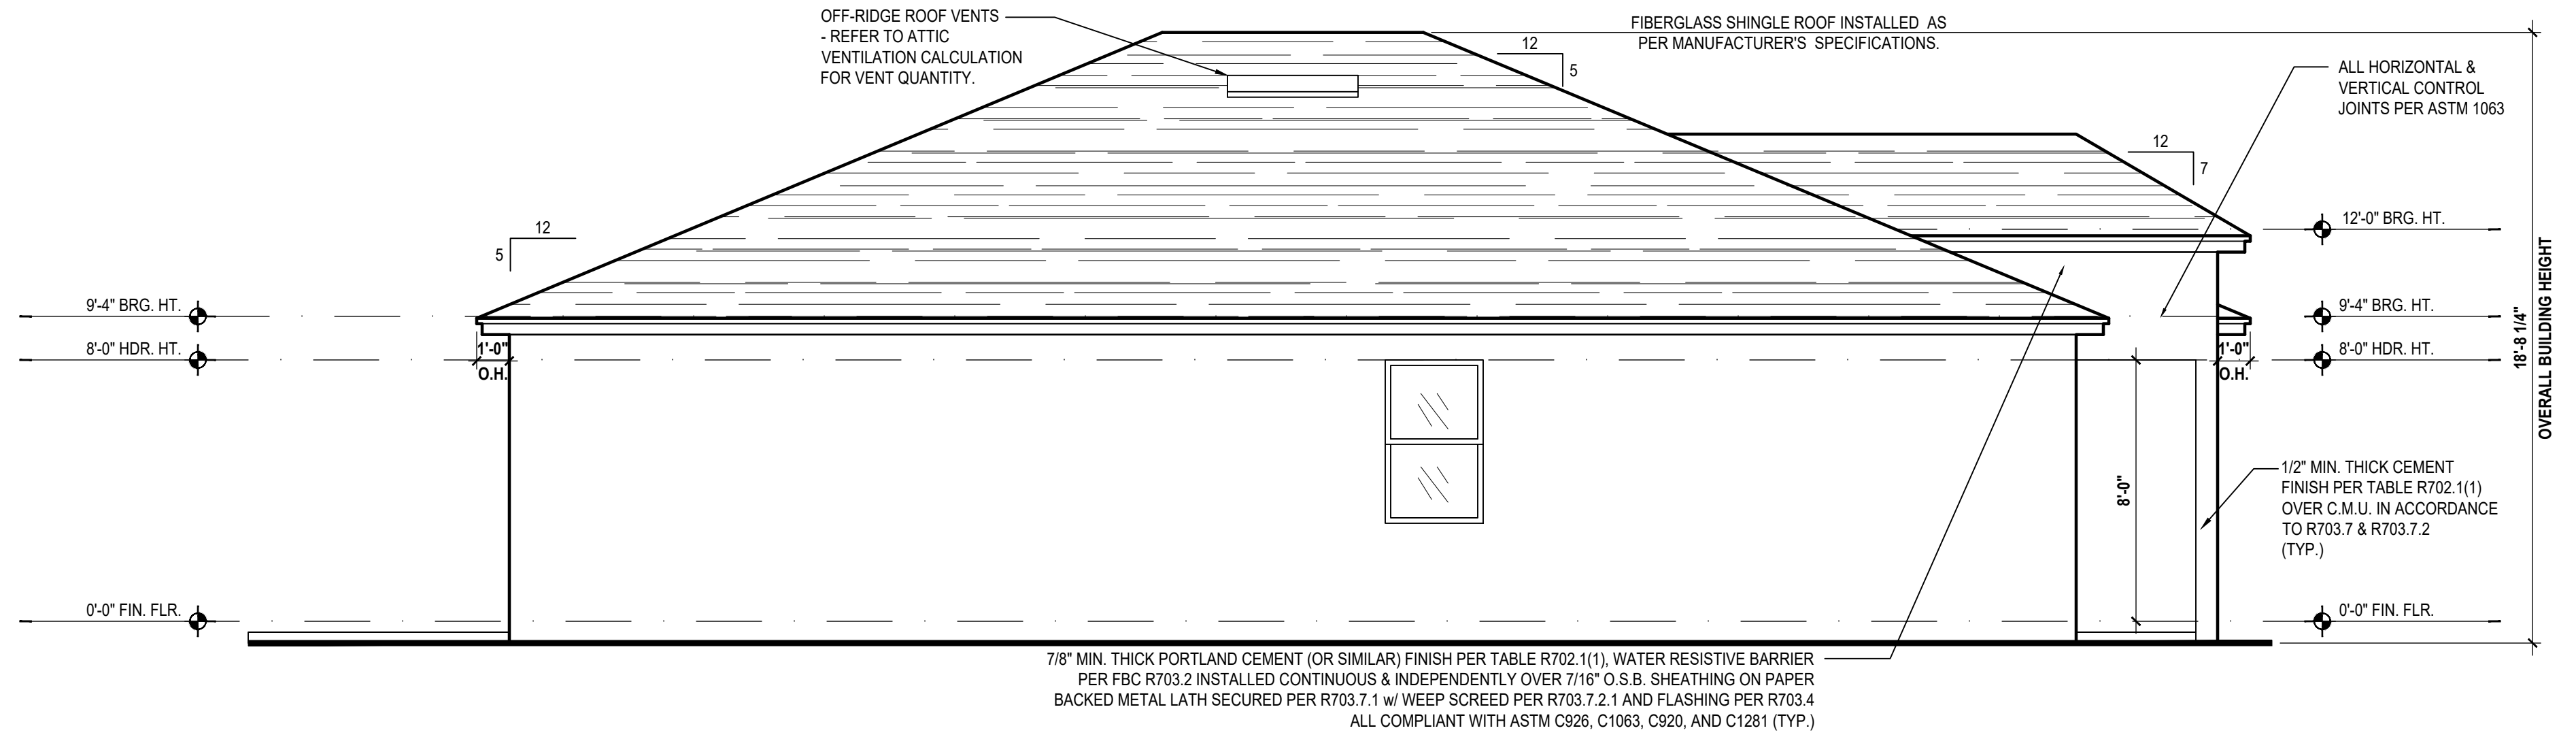 OFF-RIDGE ROOF VENTS
- REFER TO ATTIC
VENTILATION CALCULATION
FOR VENT QUANTITY.
FIBERGLASS SHINGLE ROOF INSTALLED AS
PER MANUFACTURER'S SPECIFICATIONS.
12
5
ALL HORIZONTAL &
VERTICAL CONTROL
JOINTS PER ASTM 1063
12
7
12
5
12'-0" BRG. HT.
9'-4" BRG. HT.
8'-0" HDR. HT.
1'-0"
O.H.
9'-4" BRG. HT.
8'-0" HDR. HT.
1'-0"
O.H.
18'-8 1/4"
OVERALL BUILDING HEIGHT
8'-0"
1/2" MIN. THICK CEMENT
FINISH PER TABLE R702.1(1)
OVER C.M.U. IN ACCORDANCE
TO R703.7 & R703.7.2
(TYP.)
0'-0" FIN. FLR.
0'-0" FIN. FLR.
7/8" MIN. THICK PORTLAND CEMENT (OR SIMILAR) FINISH PER TABLE R702.1(1), WATER RESISTIVE BARRIER
PER FBC R703.2 INSTALLED CONTINUOUS & INDEPENDENTLY OVER 7/16" O.S.B. SHEATHING ON PAPER
BACKED METAL LATH SECURED PER R703.7.1 w/ WEEP SCREED PER R703.7.2.1 AND FLASHING PER R703.4
ALL COMPLIANT WITH ASTM C926, C1063, C920, AND C1281 (TYP.)